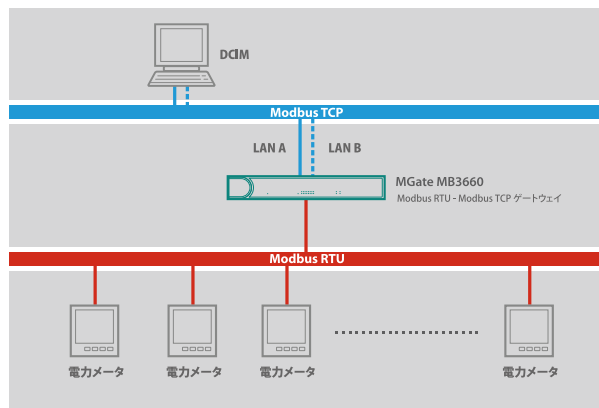 DCIM
Modbus TCP
LAN A
LAN B
MGate MB3660
Modbus RTU - Modbus TCP ゲートウェイ
Modbus RTU
電力メータ
電力メータ
電力メータ
電力メータ